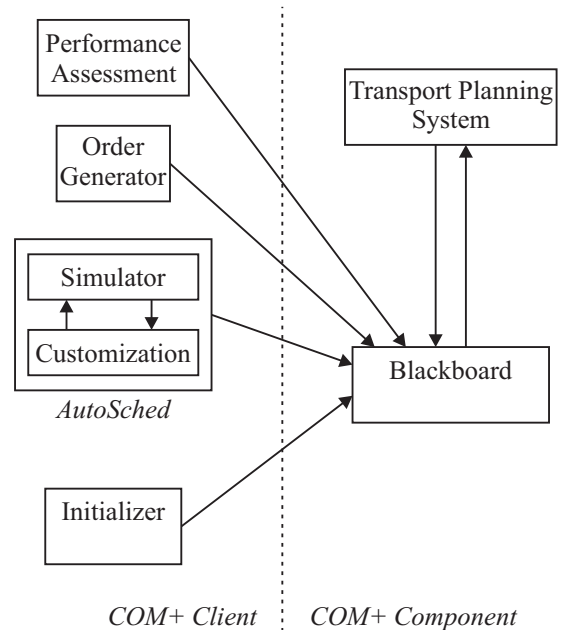 Performance
Assessment
Transport Planning
System
Order
Generator
Simulator
Customization
AutoSched
Blackboard
Initializer
COM+ Client
COM+ Component